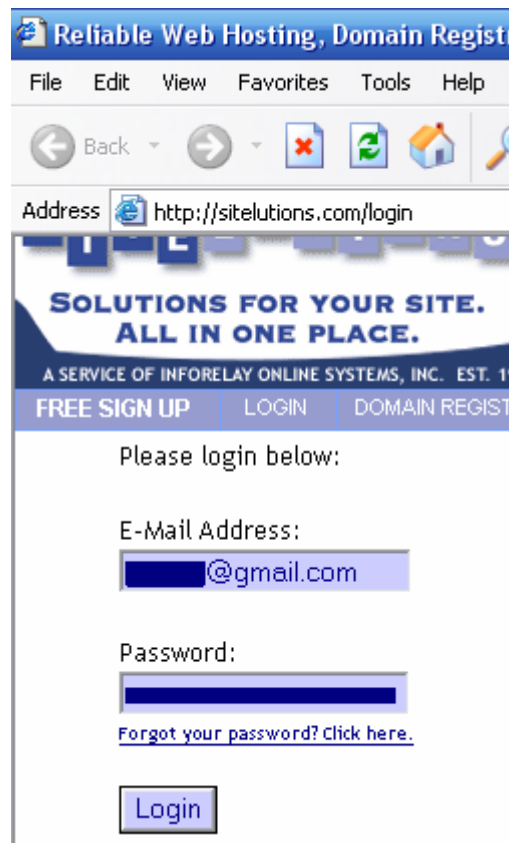 Reliable Web Hosting, Domain Regist
File Edit View Favorites Tools Help
Back
Address http://sitelutions.com/login
SOLUTIONS FOR YOUR SITE.
ALL IN ONE PLACE.
A SERVICE OF INFORELAY ONLINE SYSTEMS, INC. EST. 1
FREE SIGN UP LOGIN DOMAIN REGIST
Please login below:
E-Mail Address:
@gmail.com
Password:
Forgot your password? Click here.
Login